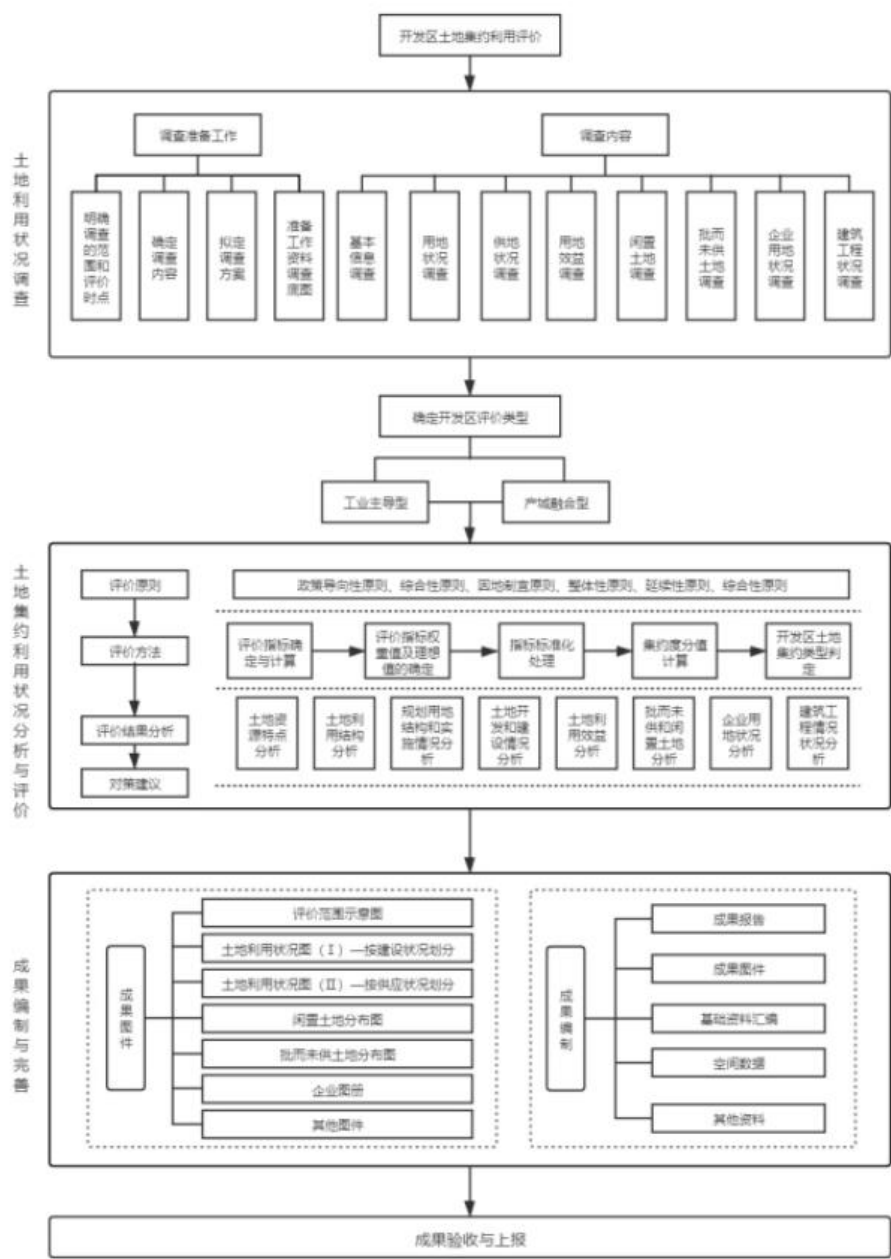 开发区土地集约利用评价
土地利用状况调查
调查准备工作
调查内容
明确
调查
的范
围和
评价
时点
确定
调查
内容
拟定
调查
方案
准备
工作
资料
调查
底图
基本
信息
调查
用地
状况
调查
供地
状况
调查
用地
效益
调查
闲置
土地
调查
批而
未供
土地
调查
企业
用地
状况
调查
建筑
工程
状况
调查
确定开发区评价类型
工业主导型
产城融合型
土地集约利用状况分析与评价
评价原则
政策导向性原则、综合性原则、因地制宜原则、整体性原则、延续性原则、综合性原则
评价方法
评价指标确
定与计算
评价指标权
重值及理想
值的确定
指标标准化
处理
集约度分值
计算
开发区土地
集约类型判
定
评价结果分析
土地资
源特点
分析
土地利
用结构
分析
规划用地
结构和实
施情况分
析
土地开
发和建
设情况
分析
土地利
用效益
分析
批而未
供和闲
置土地
分析
企业用
地状况
分析
建筑工
程情况
状况分
析
对策建议
成果编制与完善
成果图件
评价范围示意图
土地利用状况图（Ⅰ）—按建设状况划分
土地利用状况图（Ⅱ）—按供应状况划分
闲置土地分布图
批而未供土地分布图
企业图册
其他图件
成果编制
成果报告
成果图件
基础资料汇编
空间数据
其他资料
成果验收与上报